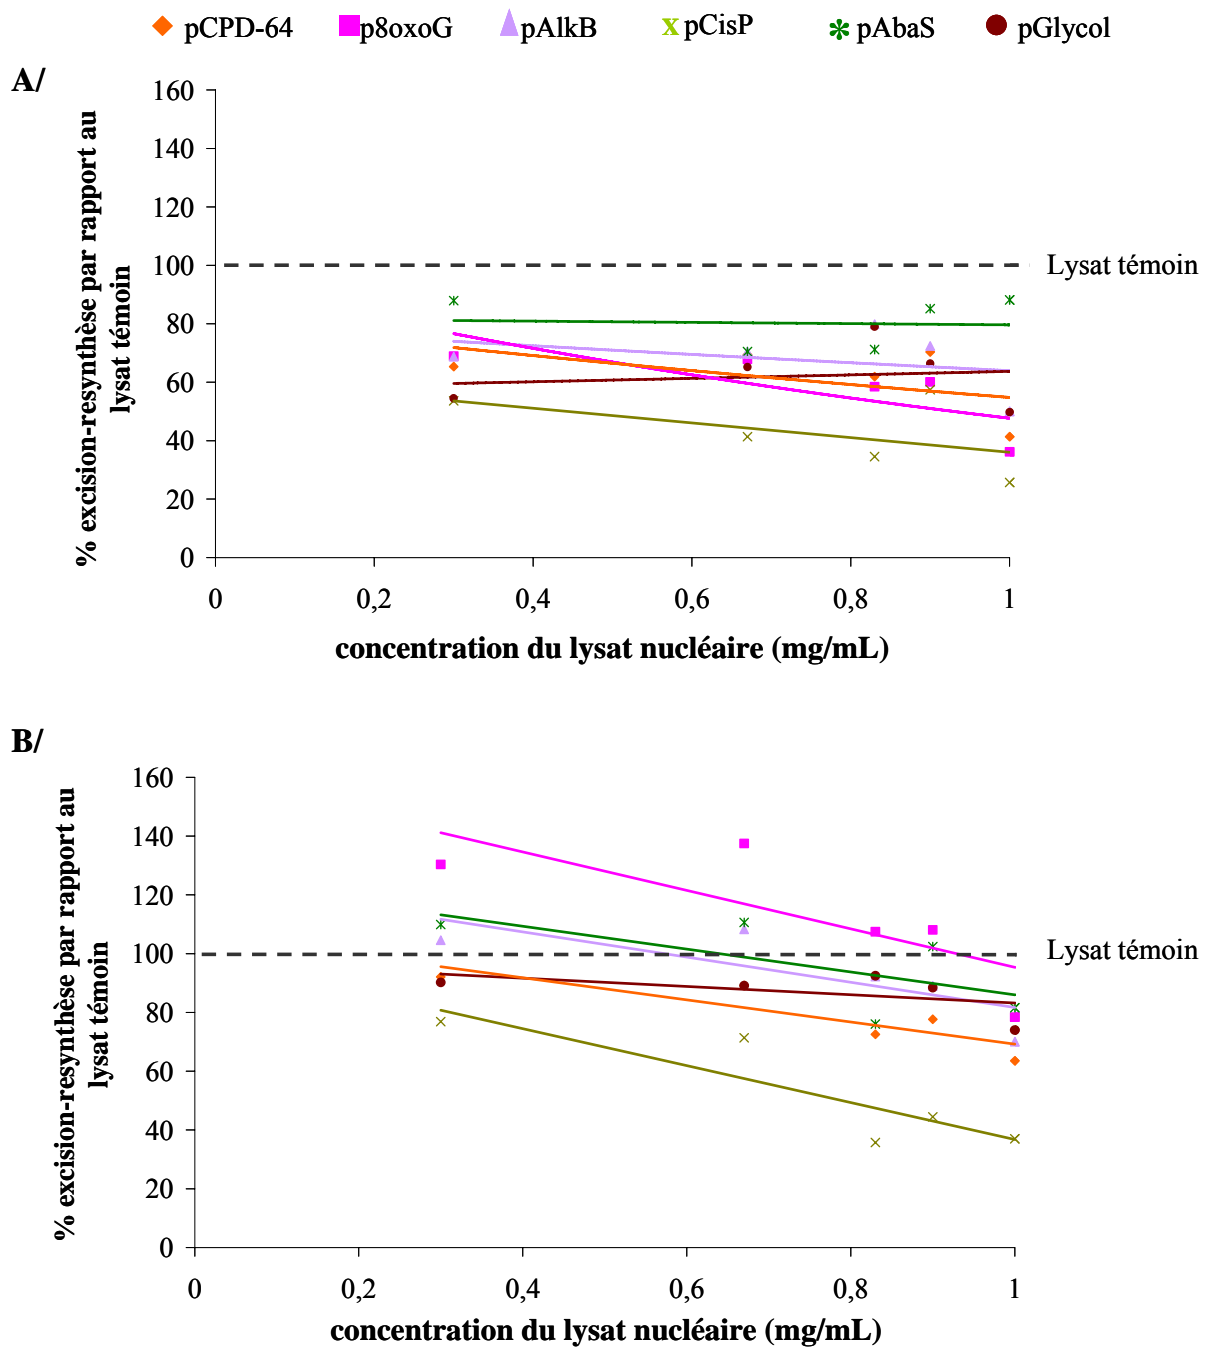 pCPD-64 p8oxoG pAlkB pCisP pAbaS pGlycol
A/
% excision-resynthèse par rapport au
lysat témoin
160
140
120
100
80
60
40
20
0
Lysat témoin
0 0,2 0,4 0,6 0,8 1
concentration du lysat nucléaire (mg/mL)
B/
% excision-resynthèse par rapport au
lysat témoin
160
140
120
100
80
60
40
20
0
Lysat témoin
0 0,2 0,4 0,6 0,8 1
concentration du lysat nucléaire (mg/mL)